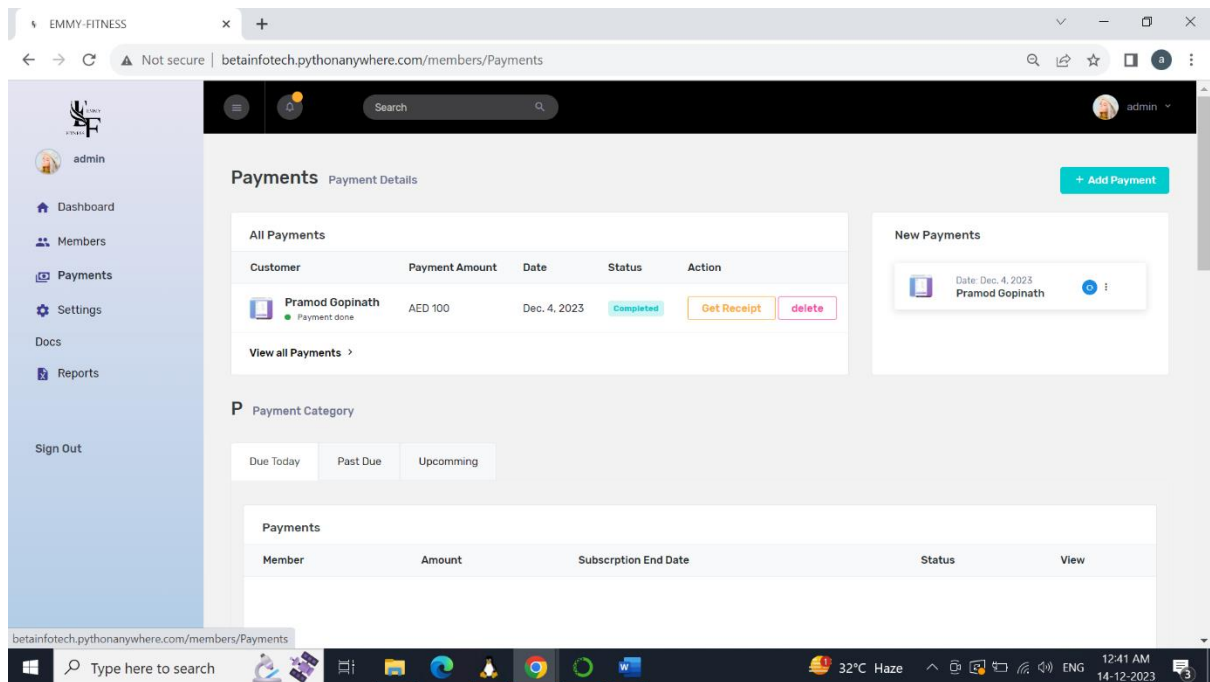 EMMY-FITNESS
Not secure | betainfotech.pythonanywhere.com/members/Payments
a
EMMY
FITNESS
F
Search
admin
admin
Dashboard
Members
Payments
Settings
Docs
Reports
Sign Out
Payments Payment Details
+ Add Payment
All Payments
Customer Payment Amount Date Status Action
Pramod Gopinath
Payment done
AED 100 Dec. 4, 2023 Completed Get Receipt delete
View all Payments >
New Payments
Date: Dec. 4, 2023
Pramod Gopinath
P Payment Category
Due Today Past Due Upcomming
Payments
Member Amount Subscrption End Date Status View
betainfotech.pythonanywhere.com/members/Payments
Type here to search
32°C Haze
ENG
12:41 AM
14-12-2023
3